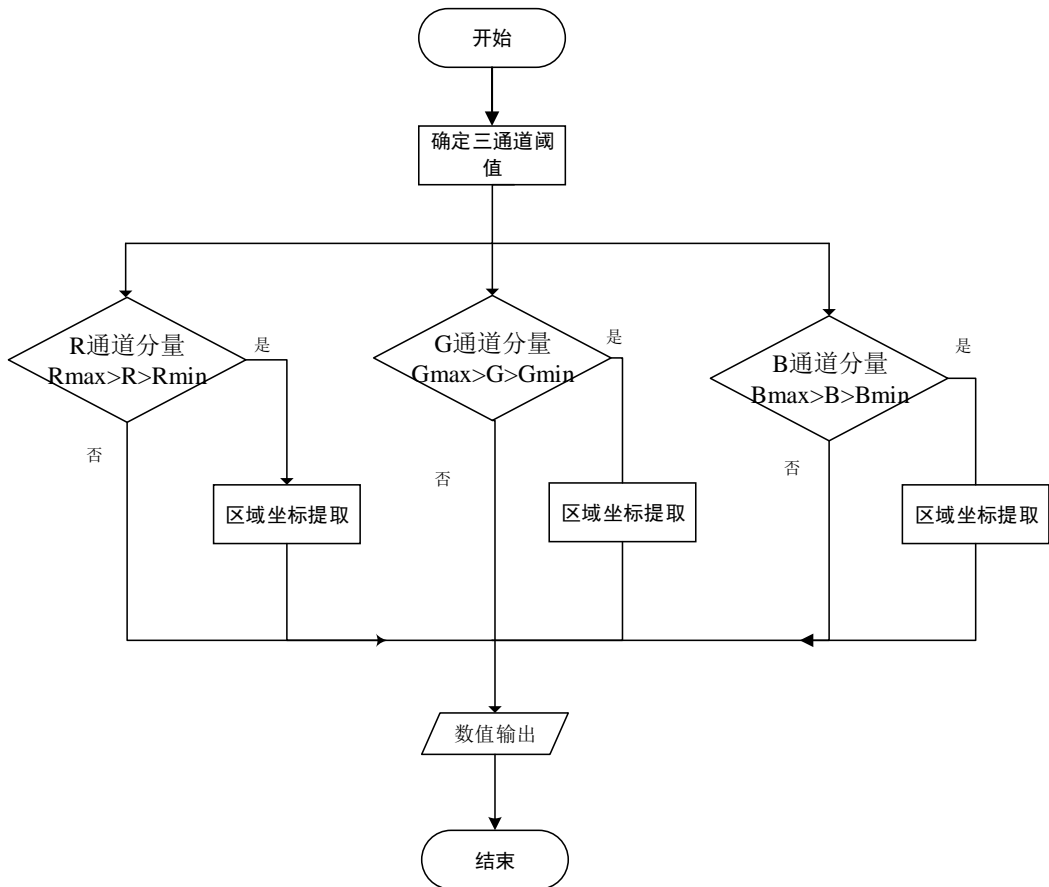 开始
确定三通道阈
值
R通道分量
Rmax>R>Rmin
是
G通道分量
Gmax>G>Gmin
是
B通道分量
Bmax>B>Bmin
是
否
否
否
区域坐标提取
区域坐标提取
区域坐标提取
数值输出
结束